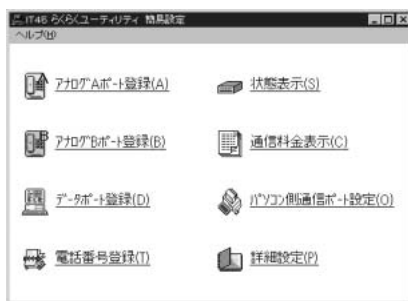 IT46 らくらくユーティリティ 簡易設定
ヘルプ(H)
アナログAポート登録(A)
状態表示(S)
アナログBポート登録(B)
通信料金表示(C)
データポート登録(D)
パソコン側通信ポート設定(O)
電話番号登録(T)
詳細設定(P)